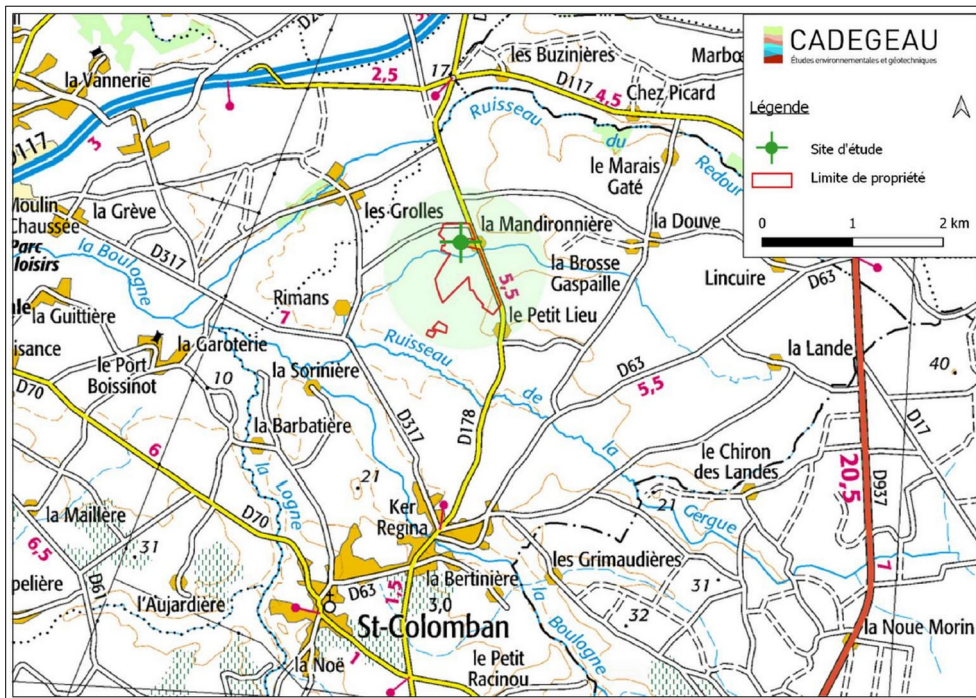 CADEGEAU
Études environnementales et géotechniques
Légende
Site d'étude
Limite de propriété
0 1 2 km
la Vannerie
2,5
17
les Buzinières
D117
4,5
Chez Picard
Ruisseau
du
Redour
D117
3
le Marais
Gaté
Moulin
Chaussée
Parc
loisirs
la Grève
les Grolles
la Mandironnière
la Douve
D317
la Boulogne
la Brosse
Gaspaille
Lincuire
D63
5,5
Rimans
7
la Guittière
le Petit Lieu
isance
la Garoterie
le Port
Boissinot
10
la Sorinière
Ruisseau
de
la
Cergue
D63
5,5
la Lande
40
D70
6
la Barbatière
D317
D178
D17
le Chiron
des Landes
20,5
D937
21
21
la Maillère
31
6,5
D70
la
Logne
Ker
Regina
7
pelière
D61
l'Aujardière
D63
1,5
la Bertinière
les Grimaudières
31
30
32
St-Colomban
la
Boulogne
la Noue Morin
la Noë
1
le Petit
Racinou